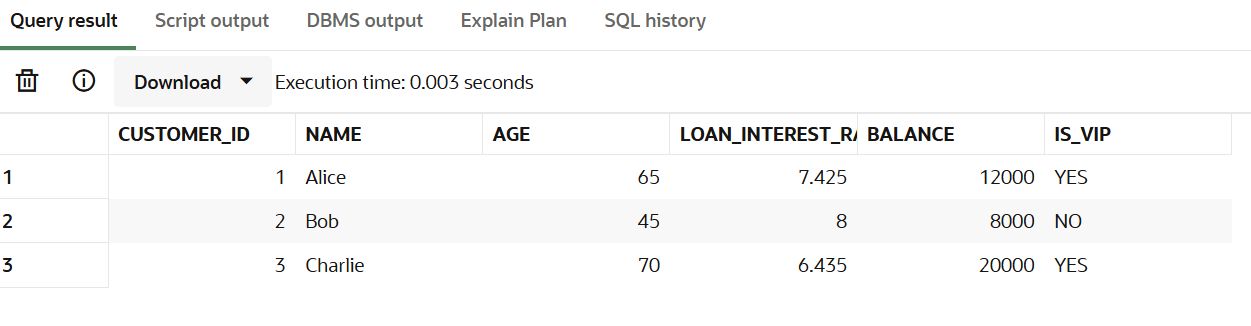 Query result Script output DBMS output Explain Plan SQL history
Download Execution time: 0.003 seconds
CUSTOMER_ID NAME AGE LOAN_INTEREST_RA BALANCE IS_VIP
1 1 Alice 65 7.425 12000 YES
2 2 Bob 45 8 8000 NO
3 3 Charlie 70 6.435 20000 YES